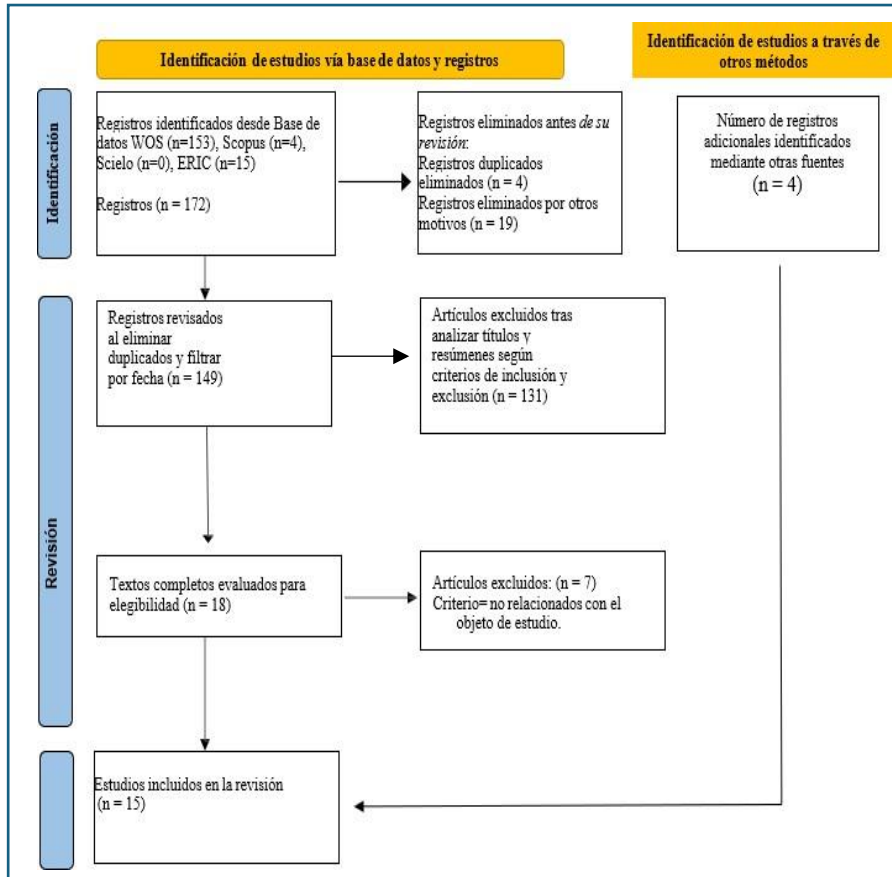 Identificación de estudios vía base de datos y registros
Identificación de estudios a través de
otros métodos
Identificación
Registros identificados desde Base de
datos WOS (n=153), Scopus (n=4),
Scielo (n=0), ERIC (n=15)
Registros (n = 172)
Registros eliminados antes de su
revisión:
Registros duplicados
eliminados (n = 4)
Registros eliminados por otros
motivos (n = 19)
Número de registros
adicionales identificados
mediante otras fuentes
(n = 4)
Revisión
Registros revisados
al eliminar
duplicados y filtrar
por fecha (n = 149)
Artículos excluidos tras
analizar títulos y
resúmenes según
criterios de inclusión y
exclusión (n = 131)
Textos completos evaluados para
elegibilidad (n = 18)
Artículos excluidos: (n = 7)
Criterio= no relacionados con el
objeto de estudio.
Estudios incluidos en la revisión
(n = 15)